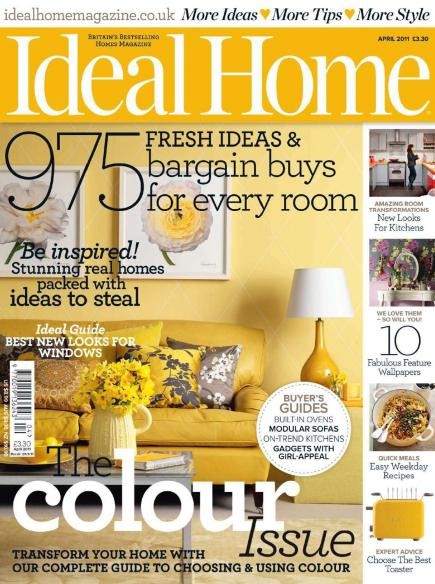 idealhomemagazine.co.uk More Ideas ♥ More Tips ♥ More Style
BRITAIN'S BESTSELLING
HOMES MAGAZINE
APRIL 2011 £3.30
Ideal Home
975 FRESH IDEAS &
bargain buys
for every room
Be inspired!
Stunning real homes
packed with
ideas to steal
Ideal Guide
BEST NEW LOOKS FOR
WINDOWS
AMAZING ROOM
TRANSFORMATIONS
New Looks
For Kitchens
WE LOVE THEM
– SO WILL YOU!
10
Fabulous Feature
Wallpapers
BUYER'S
GUIDES
BUILT-IN OVENS
MODULAR SOFAS
ON-TREND KITCHENS
GADGETS WITH
GIRL-APPEAL
QUICK MEALS
Easy Weekday
Recipes
EXPERT ADVICE
Choose The Best
Toaster
£3.30
April 2011
The
colour
Issue
TRANSFORM YOUR HOME WITH
OUR COMPLETE GUIDE TO CHOOSING & USING COLOUR